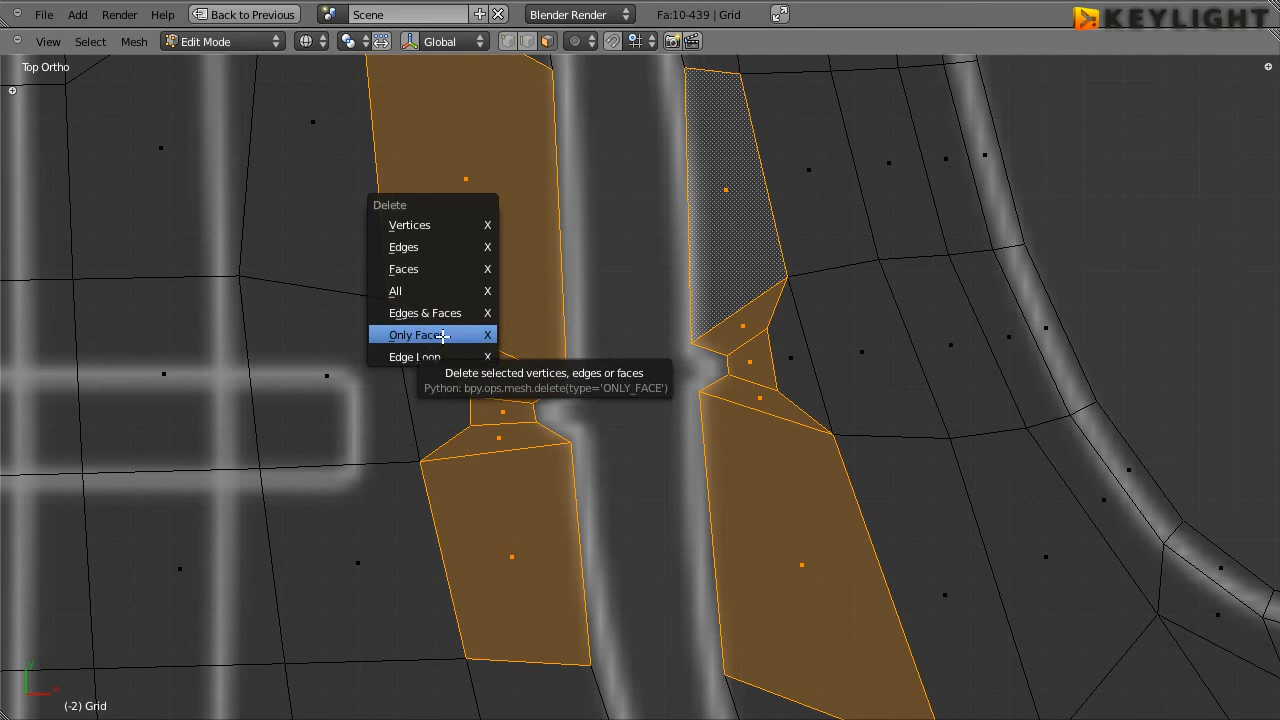 File Add Render Help Back to Previous Scene Blender Render Fa:10-439 | Grid KEYLIGHT
View Select Mesh Edit Mode Global
Top Ortho
Delete
Vertices X
Edges X
Faces X
All X
Edges & Faces X
Only Faces X
Edge Loop X
Delete selected vertices, edges or faces
Python: bpy.ops.mesh.delete(type='ONLY_FACE')
y
x
(-2) Grid